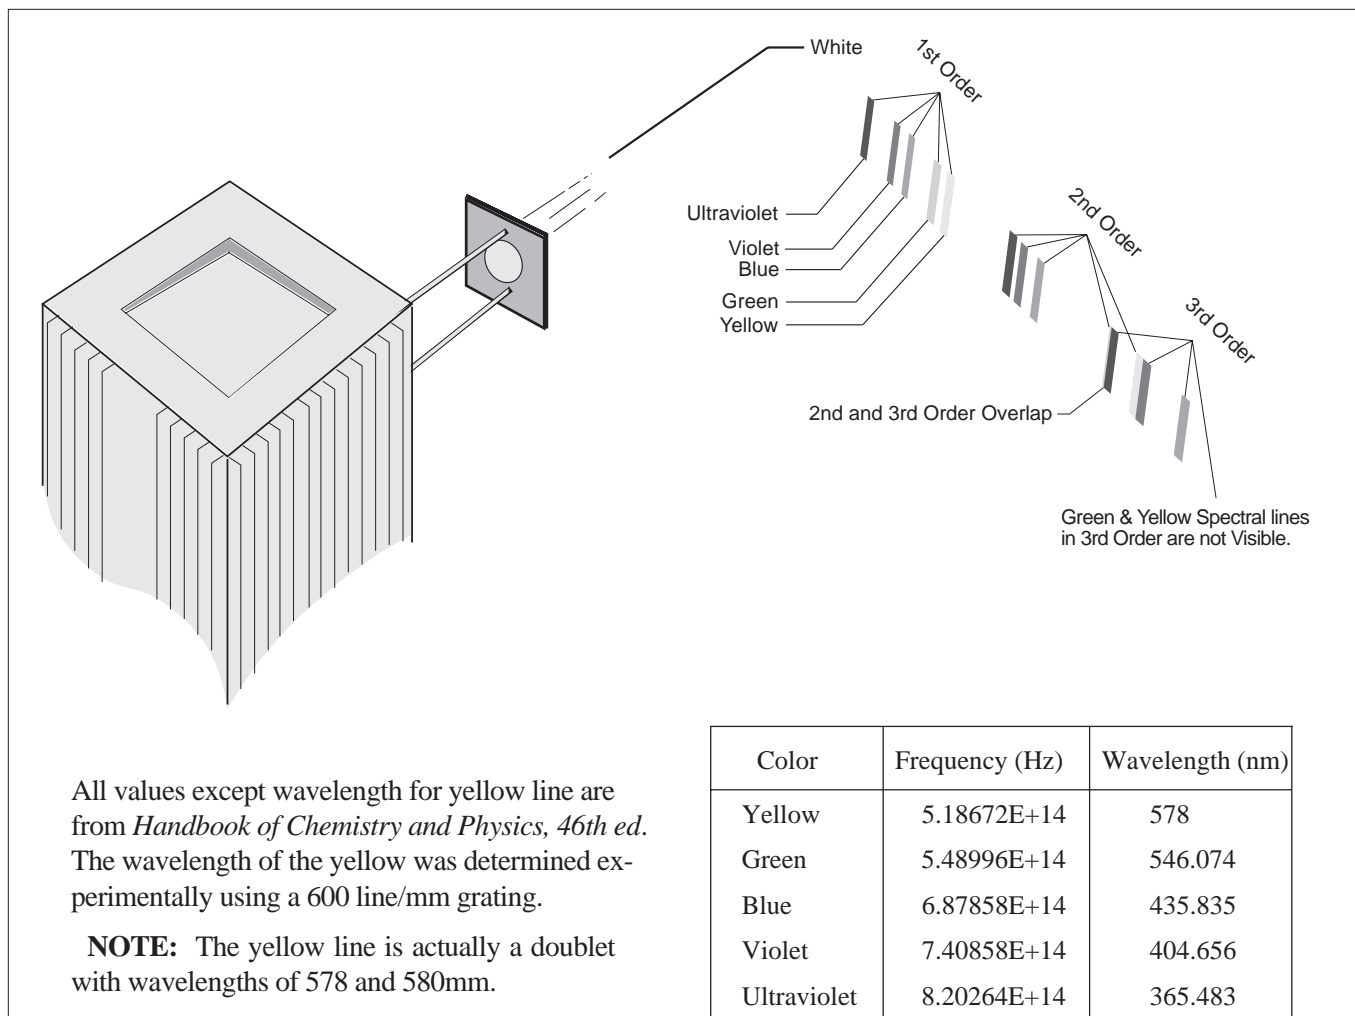 White
1st Order
Ultraviolet
Violet
Blue
Green
Yellow
2nd Order
3rd Order
2nd and 3rd Order Overlap
Green & Yellow Spectral lines
in 3rd Order are not Visible.
All values except wavelength for yellow line are
from Handbook of Chemistry and Physics, 46th ed.
The wavelength of the yellow was determined ex-
perimentally using a 600 line/mm grating.
NOTE: The yellow line is actually a doublet
with wavelengths of 578 and 580mm.
Color Frequency (Hz) Wavelength (nm)
Yellow 5.18672E+14 578
Green 5.48996E+14 546.074
Blue 6.87858E+14 435.835
Violet 7.40858E+14 404.656
Ultraviolet 8.20264E+14 365.483